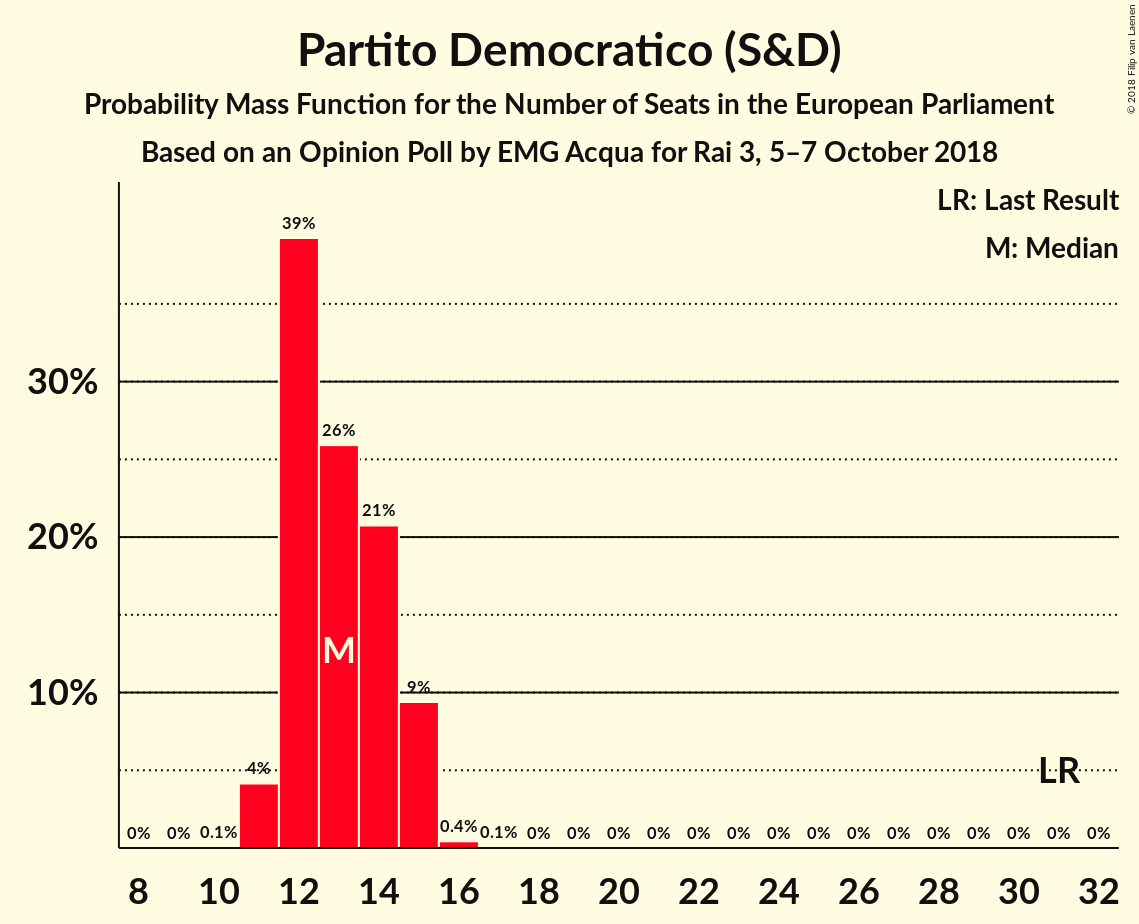 Partito Democratico (S&D)
Probability Mass Function for the Number of Seats in the European Parliament
Based on an Opinion Poll by EMG Acqua for Rai 3, 5–7 October 2018
© 2018 Filip van Laenen
LR: Last Result
M: Median
39%
30%
26%
21%
20%
M
10%
9%
4%
LR
0% 0% 0.1% 0.4% 0.1% 0% 0% 0% 0% 0% 0% 0% 0% 0% 0% 0% 0% 0% 0% 0%
8 10 12 14 16 18 20 22 24 26 28 30 32